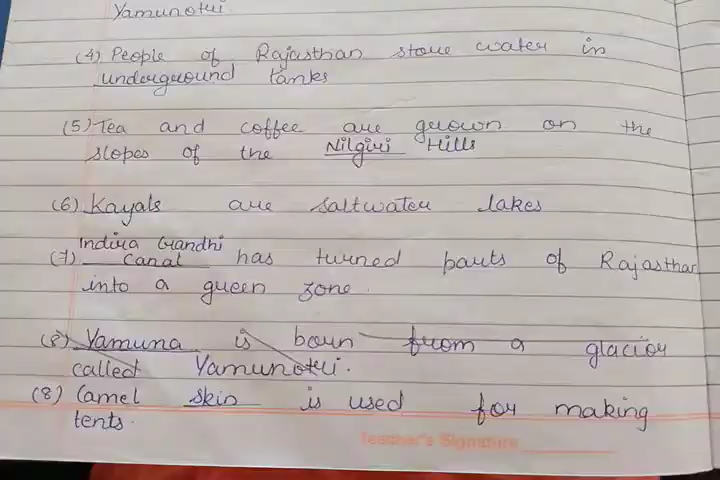 Yamunotri.
(4) People of Rajasthan store water in
underground tanks
(5) Tea and coffee are grown on the
slopes of the Nilgiri Hills
(6) Kayals are saltwater lakes
Indira Gandhi
(7) canal has turned parts of Rajasthan
into a green zone.
(8) Yamuna is born from a glacior
called Yamunotri.
(8) Camel skin is used for making
tents.
Teacher's Signature